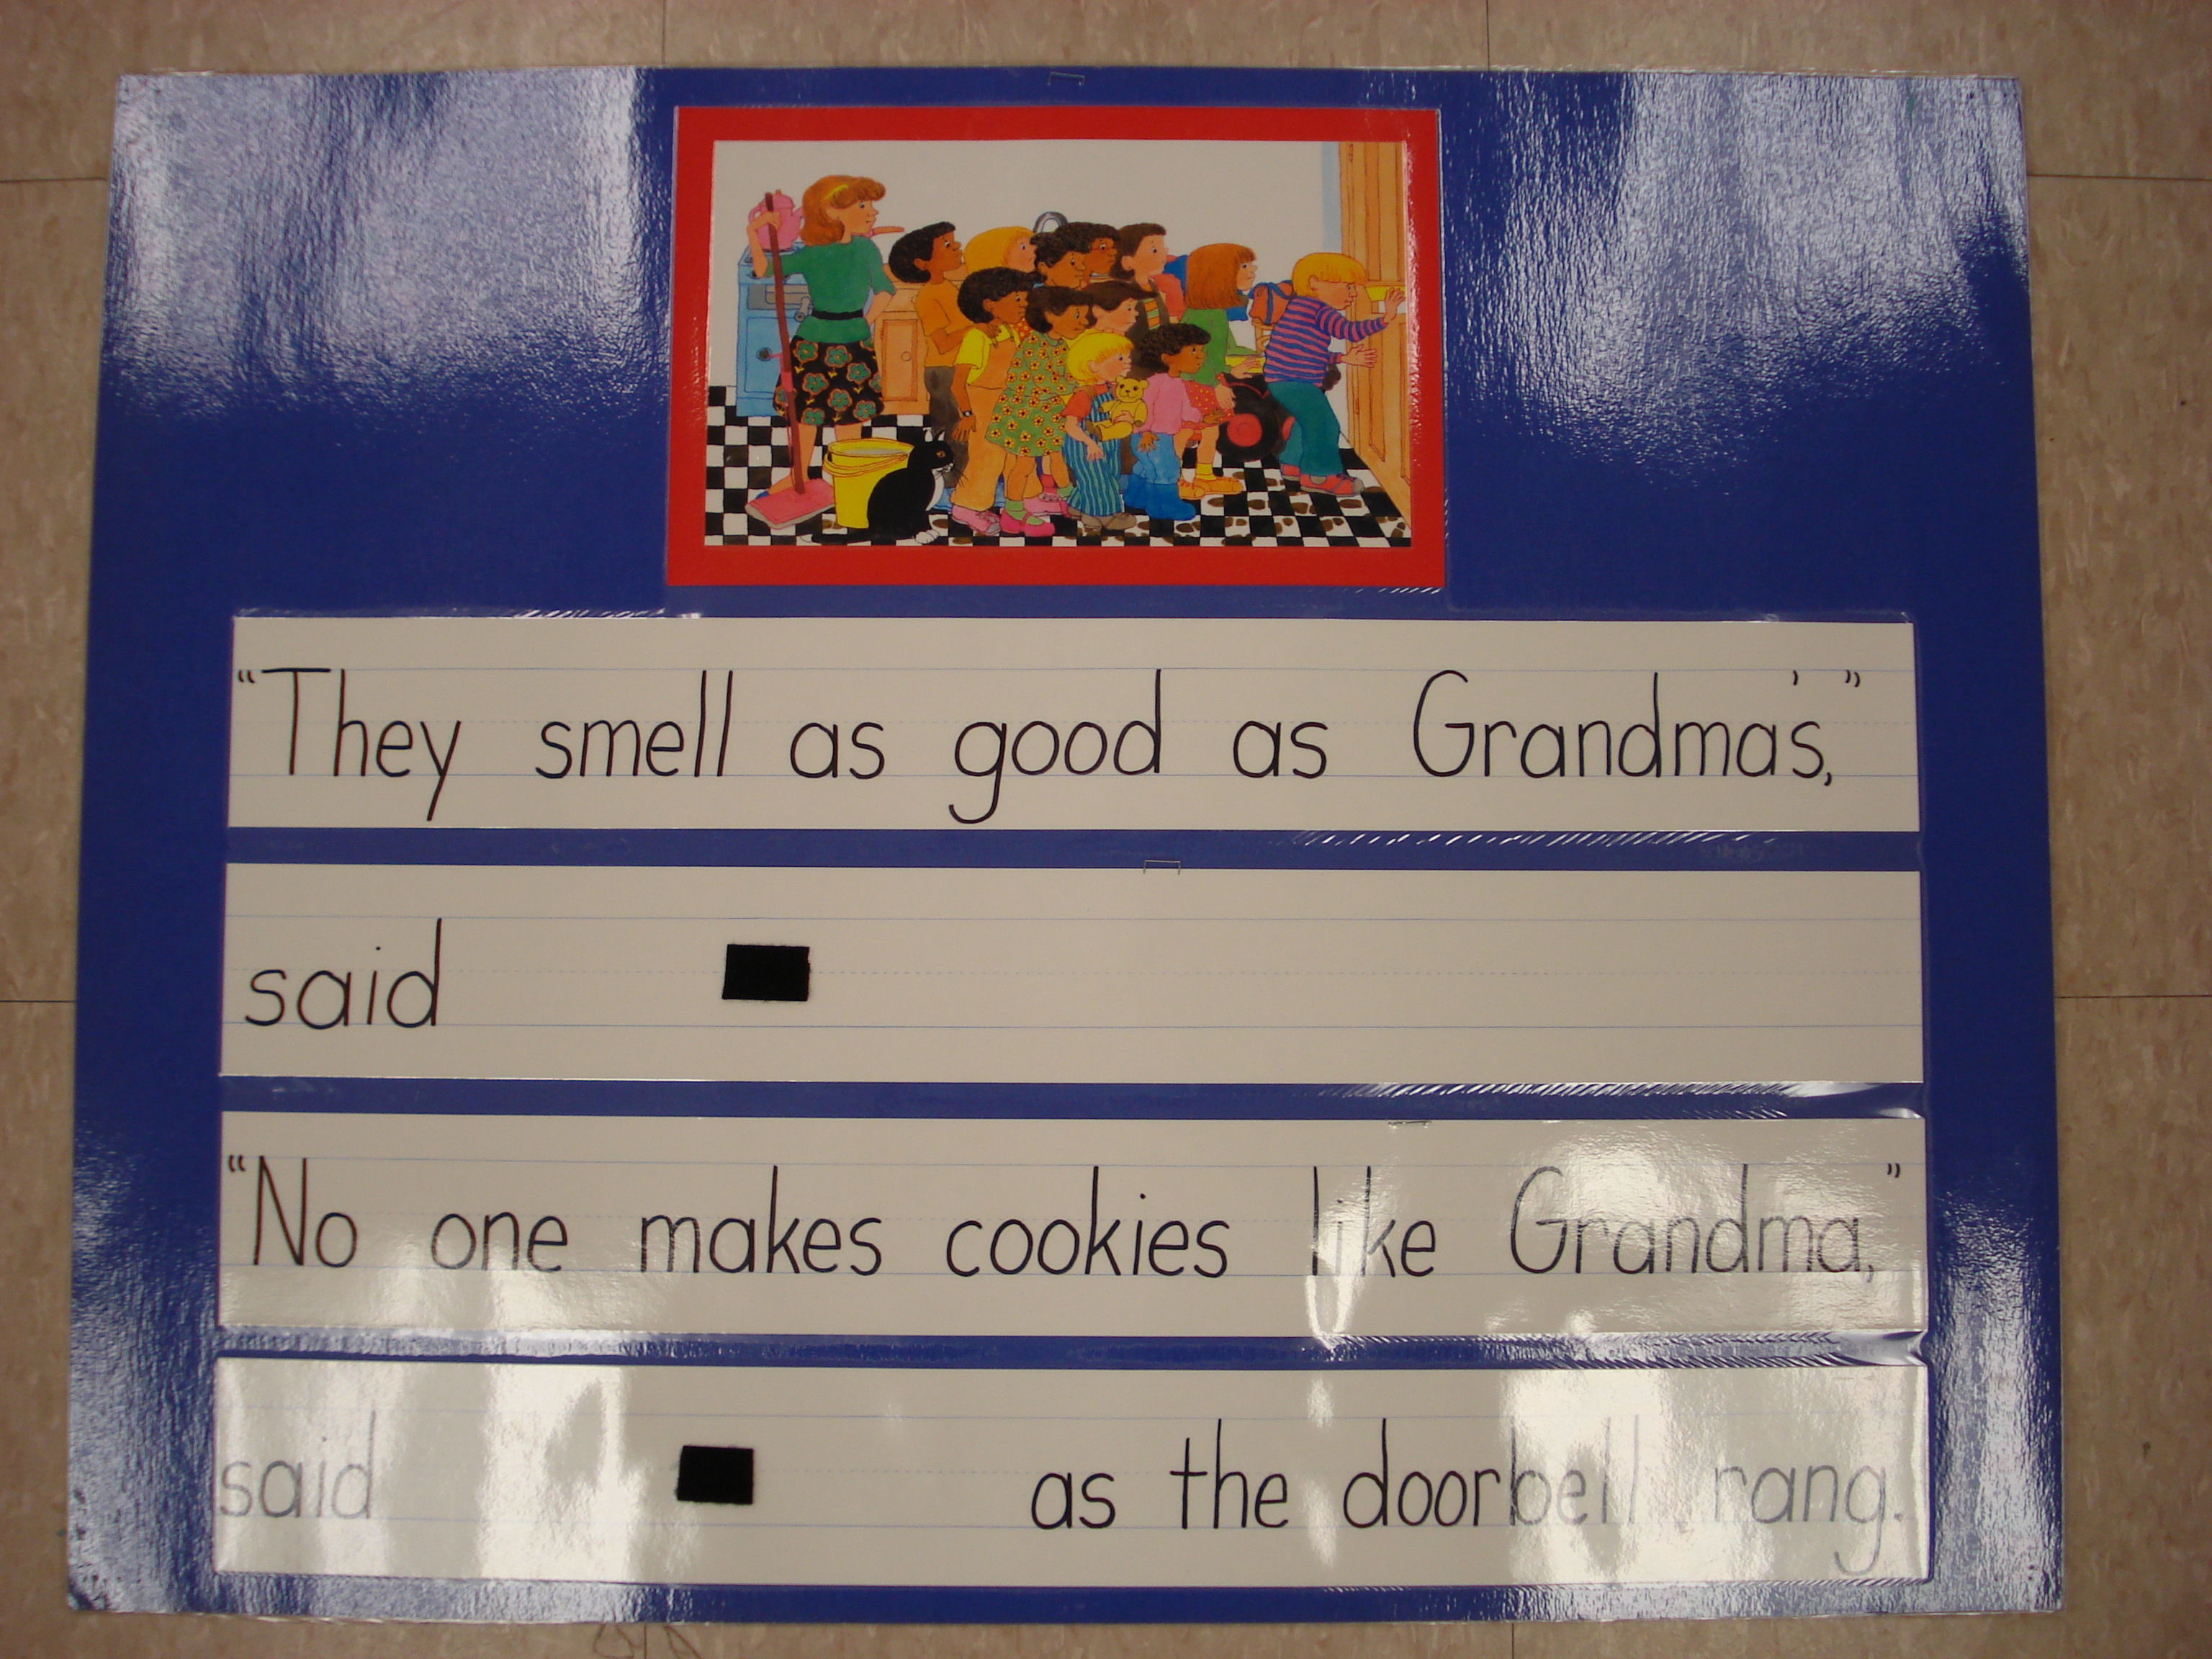 “They smell as good as Grandma's,”
said
“No one makes cookies like Grandma,”
said as the doorbell rang.